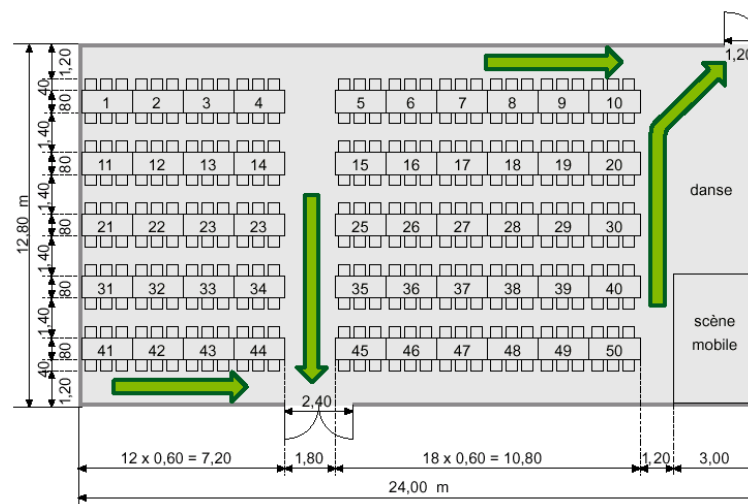 1,20
1,20
40
80
1 2 3 4 5 6 7 8 9 10
1,40
80
11 12 13 14 15 16 17 18 19 20
danse
1,40
12,80 m
80
21 22 23 23 25 26 27 28 29 30
1,40
80
31 32 33 34 35 36 37 38 39 40
scène
mobile
1,40
80
41 42 43 44 45 46 47 48 49 50
40
1,20
2,40
12 x 0,60 = 7,20 1,80 18 x 0,60 = 10,80 1,20 3,00
24,00 m